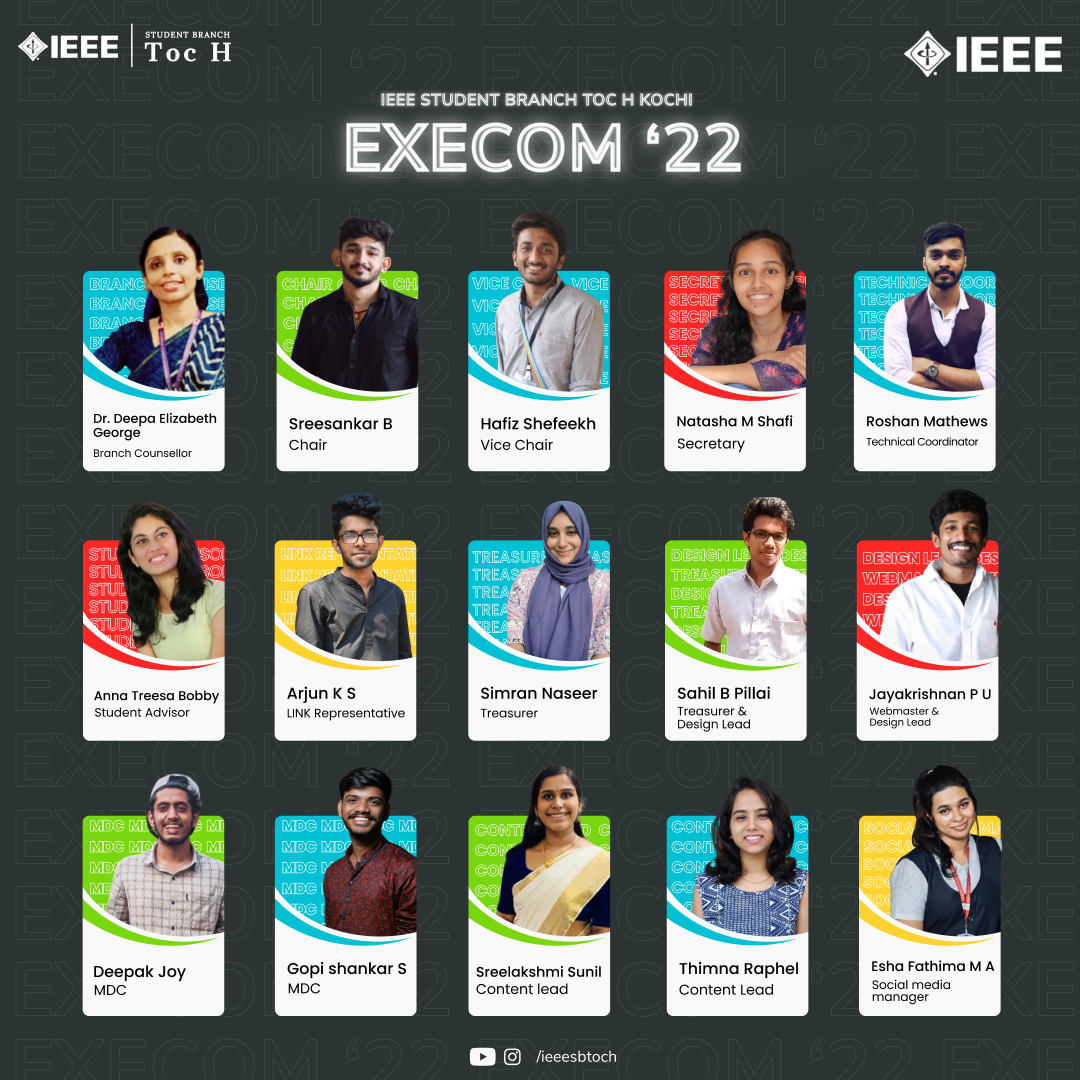 IEEE
STUDENT BRANCH
Toc H
IEEE
IEEE STUDENT BRANCH TOC H KOCHI
EXECOM ‘22
Dr. Deepa Elizabeth
George
Branch Counsellor
Sreesankar B
Chair
Hafiz Shefeekh
Vice Chair
Natasha M Shafi
Secretary
Roshan Mathews
Technical Coordinator
Anna Treesa Bobby
Student Advisor
Arjun K S
LINK Representative
Simran Naseer
Treasurer
Sahil B Pillai
Treasurer &
Design Lead
Jayakrishnan P U
Webmaster &
Design Lead
Deepak Joy
MDC
Gopi shankar S
MDC
Sreelakshmi Sunil
Content lead
Thimna Raphel
Content Lead
Esha Fathima M A
Social media
manager
/ieeesbtoch